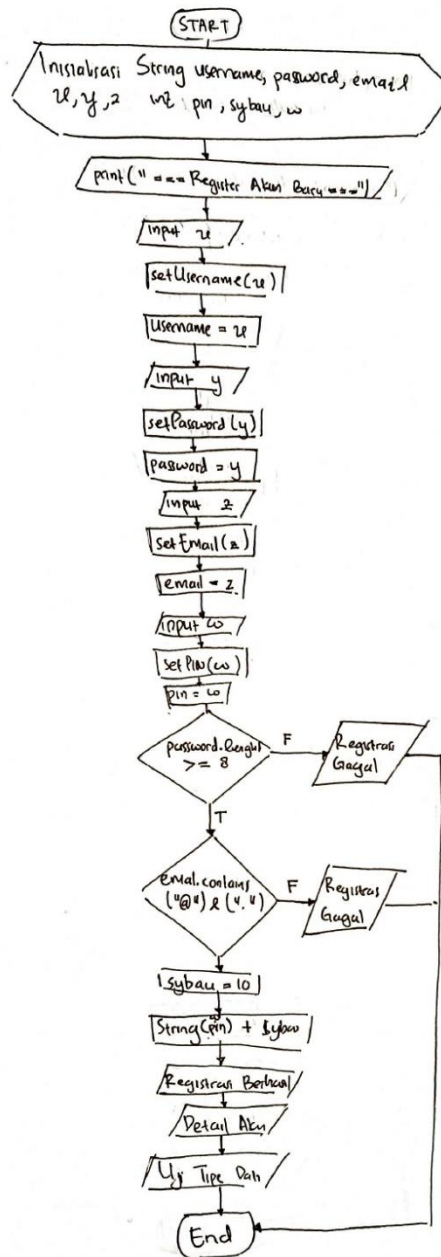 START
Inisialisasi String username, password, email
x, y, z int pin, sybau, w
print("===Register Akun Baru===")
input x
setUsername(x)
Username = x
input y
setPassword(y)
password = y
input z
setEmail(z)
email = z
input w
setPIN(w)
pin = w
password.lenght
>= 8
F
Registrasi
Gagal
T
email.contains
("@") & (".")
F
Registrasi
Gagal
sybau = 10
String(pin) + sybau
Registrasi Berhasil
Detail Akun
Uji Tipe Data
End